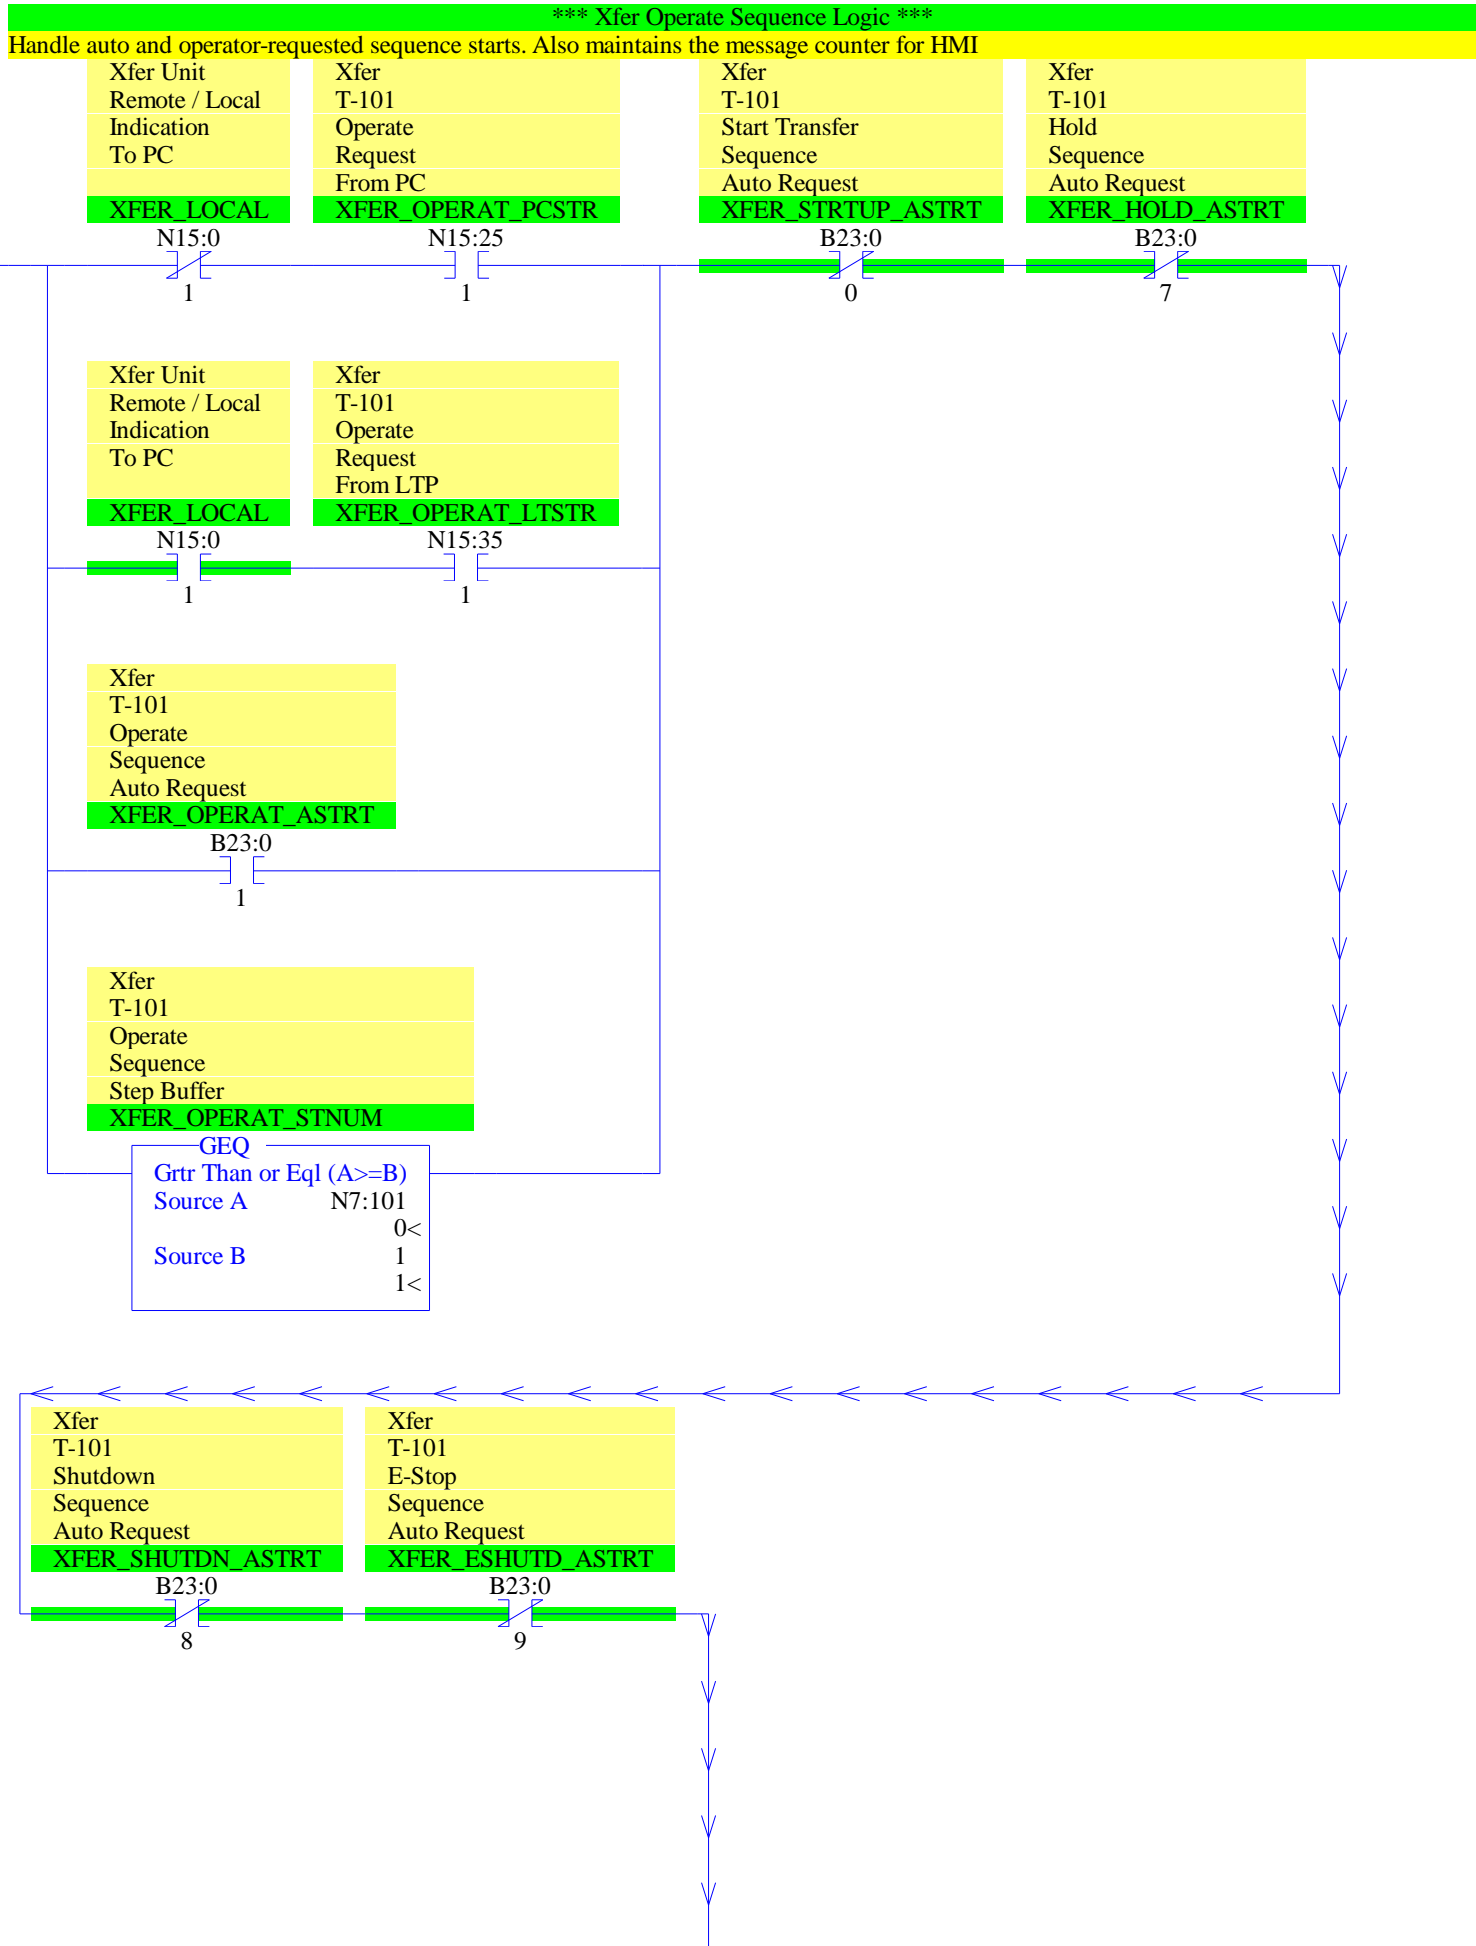 *** Xfer Operate Sequence Logic ***
Handle auto and operator-requested sequence starts. Also maintains the message counter for HMI
Xfer Unit
Remote / Local
Indication
To PC
XFER_LOCAL
N15:0
1
Xfer
T-101
Operate
Request
From PC
XFER_OPERAT_PCSTR
N15:25
1
Xfer
T-101
Start Transfer
Sequence
Auto Request
XFER_STRTUP_ASTRT
B23:0
0
Xfer
T-101
Hold
Sequence
Auto Request
XFER_HOLD_ASTRT
B23:0
7
Xfer Unit
Remote / Local
Indication
To PC
XFER_LOCAL
N15:0
1
Xfer
T-101
Operate
Request
From LTP
XFER_OPERAT_LTSTR
N15:35
1
Xfer
T-101
Operate
Sequence
Auto Request
XFER_OPERAT_ASTRT
B23:0
1
Xfer
T-101
Operate
Sequence
Step Buffer
XFER_OPERAT_STNUM
GEQ
Grtr Than or Eql (A>=B)
Source A N7:101
0<
Source B 1
1<
Xfer
T-101
Shutdown
Sequence
Auto Request
XFER_SHUTDN_ASTRT
B23:0
8
Xfer
T-101
E-Stop
Sequence
Auto Request
XFER_ESHUTD_ASTRT
B23:0
9